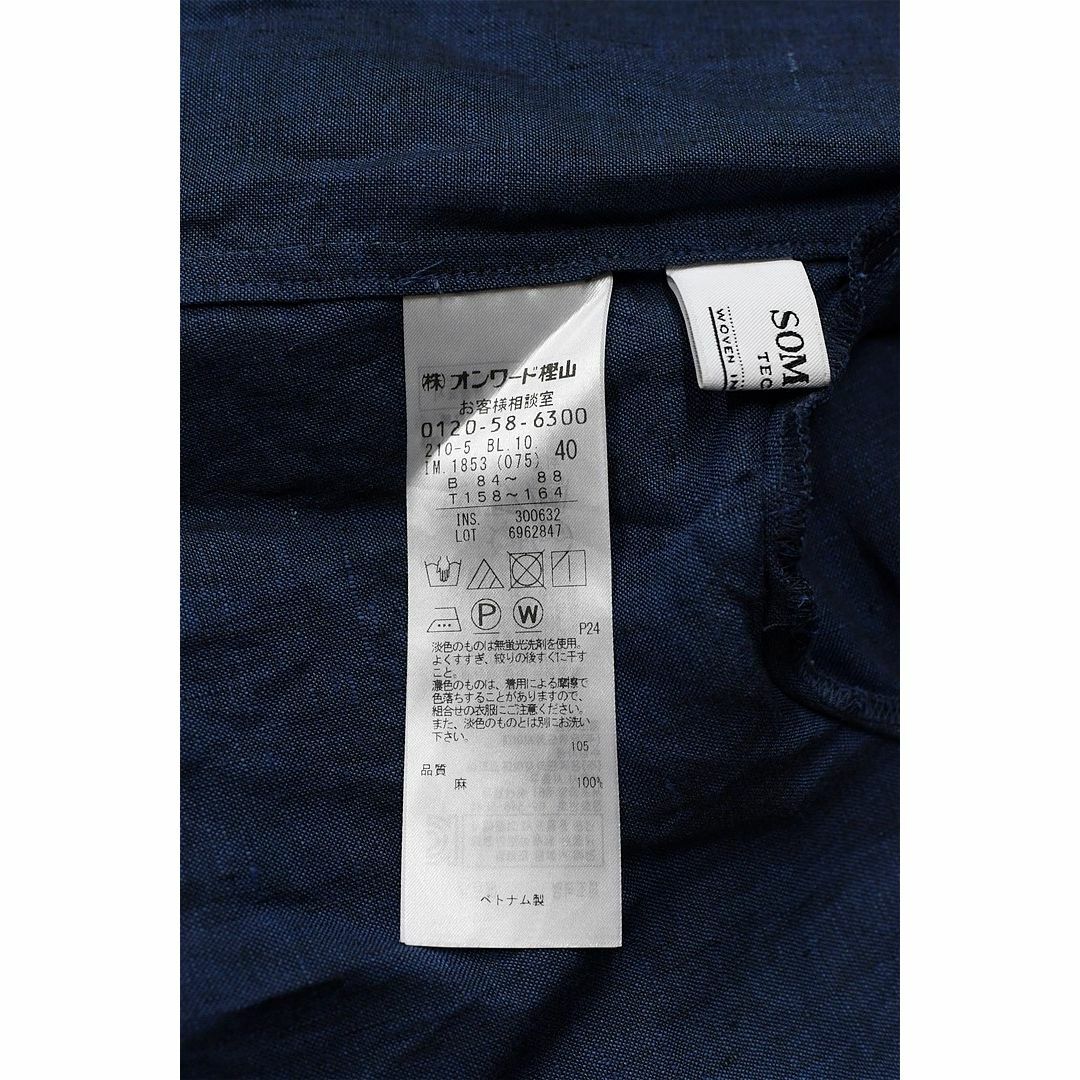 (株)オンワード樫山
お客様相談室
0120-58-6300
210-5 BL.10. 40
IM.1853(075)
B 84〜 88
T158〜164
INS. 300632
LOT 6962847
P W P24
淡色のものは無蛍光洗剤を使用。
よくすすぎ、絞りの後すぐに干す
こと。
濃色のものは、着用による摩擦で
色落ちすることがありますので、
組合せの衣服にご注意ください。
また、淡色のものとは別にお洗い
下さい。
105
品質
麻 100%
ベトナム製
SOM
TEC
WOVEN IN